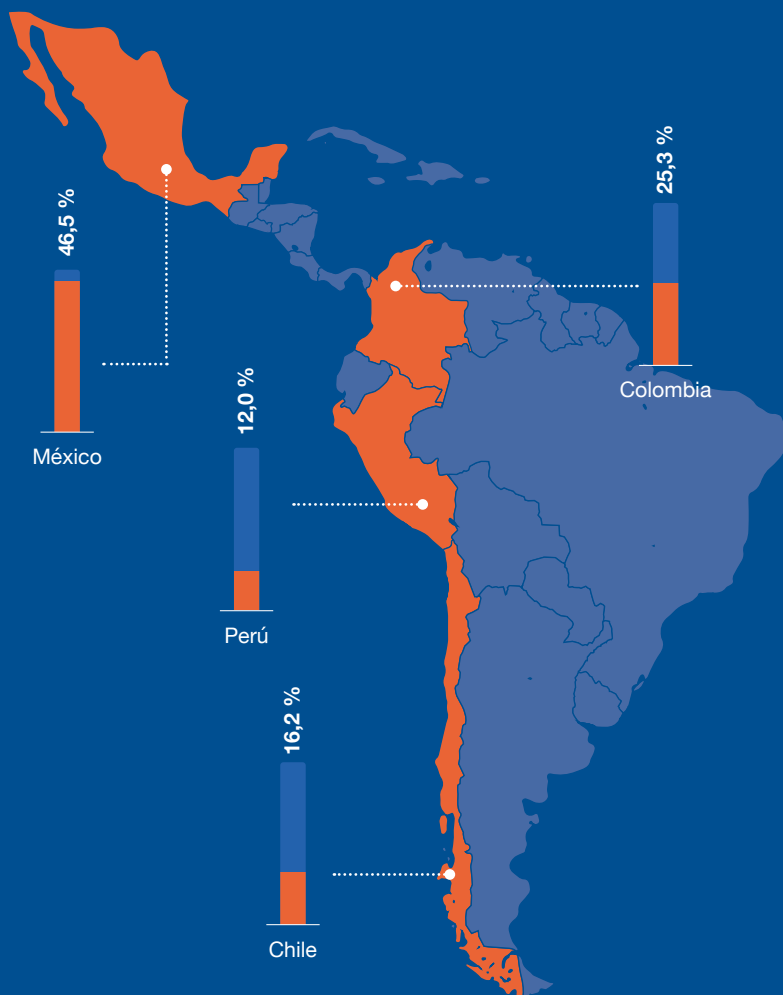 46,5 %
México
25,3 %
Colombia
12,0 %
Perú
16,2 %
Chile